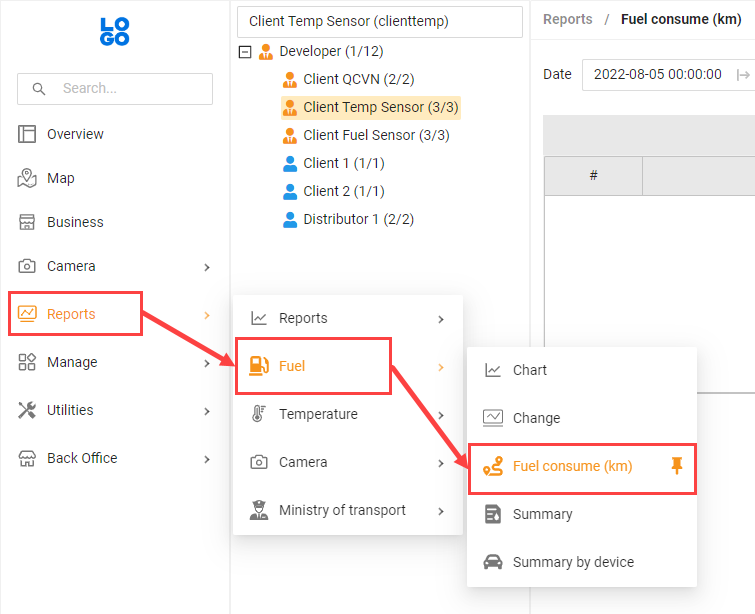 LO
GO
Search...
Overview
Map
Business
Camera
Reports
Manage
Utilities
Back Office
Client Temp Sensor (clienttemp)
Developer (1/12)
Client QCVN (2/2)
Client Temp Sensor (3/3)
Client Fuel Sensor (3/3)
Client 1 (1/1)
Client 2 (1/1)
Distributor 1 (2/2)
Reports
Fuel
Temperature
Camera
Ministry of transport
Chart
Change
Fuel consume (km)
Summary
Summary by device
Reports / Fuel consume (km)
Date 2022-08-05 00:00:00
#